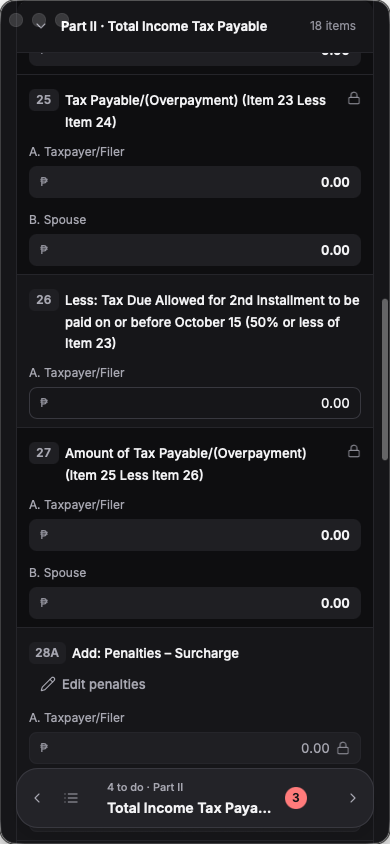 Part II · Total Income Tax Payable
18 items
0.00
25
Tax Payable/(Overpayment) (Item 23 Less
Item 24)
A. Taxpayer/Filer
₱ 0.00
B. Spouse
₱ 0.00
26
Less: Tax Due Allowed for 2nd Installment to be
paid on or before October 15 (50% or less of
Item 23)
A. Taxpayer/Filer
₱ 0.00
27
Amount of Tax Payable/(Overpayment)
(Item 25 Less Item 26)
A. Taxpayer/Filer
₱ 0.00
B. Spouse
₱ 0.00
28A
Add: Penalties – Surcharge
Edit penalties
A. Taxpayer/Filer
₱ 0.00
4 to do · Part II
Total Income Tax Paya...
3